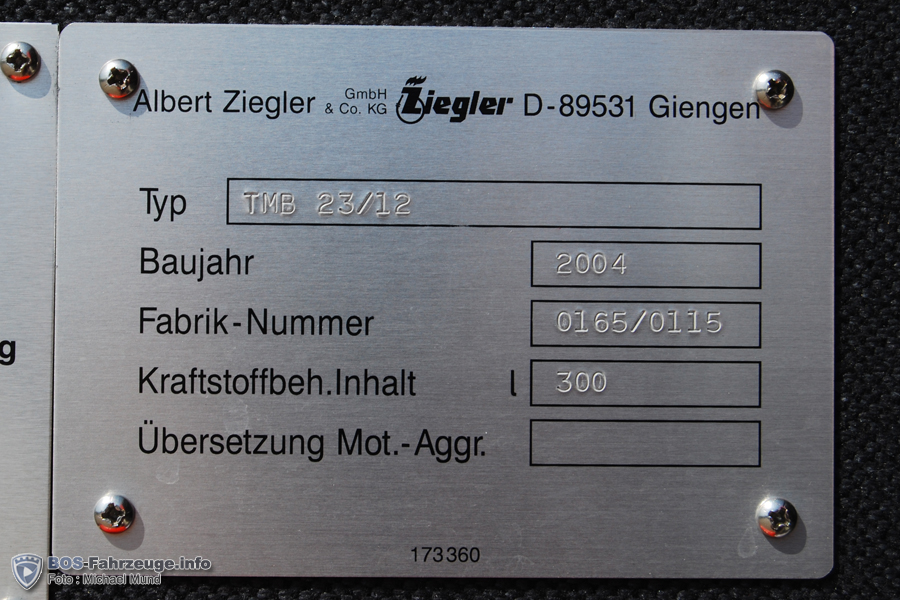 Albert Ziegler GmbH & Co. KG Ziegler D-89531 Giengen
Typ TMB 23/12
Baujahr 2004
Fabrik-Nummer 0165/0115
g
Kraftstoffbeh.Inhalt l 300
Übersetzung Mot.-Aggr.
173360
BOS-Fahrzeuge.info
Foto : Michael Mund